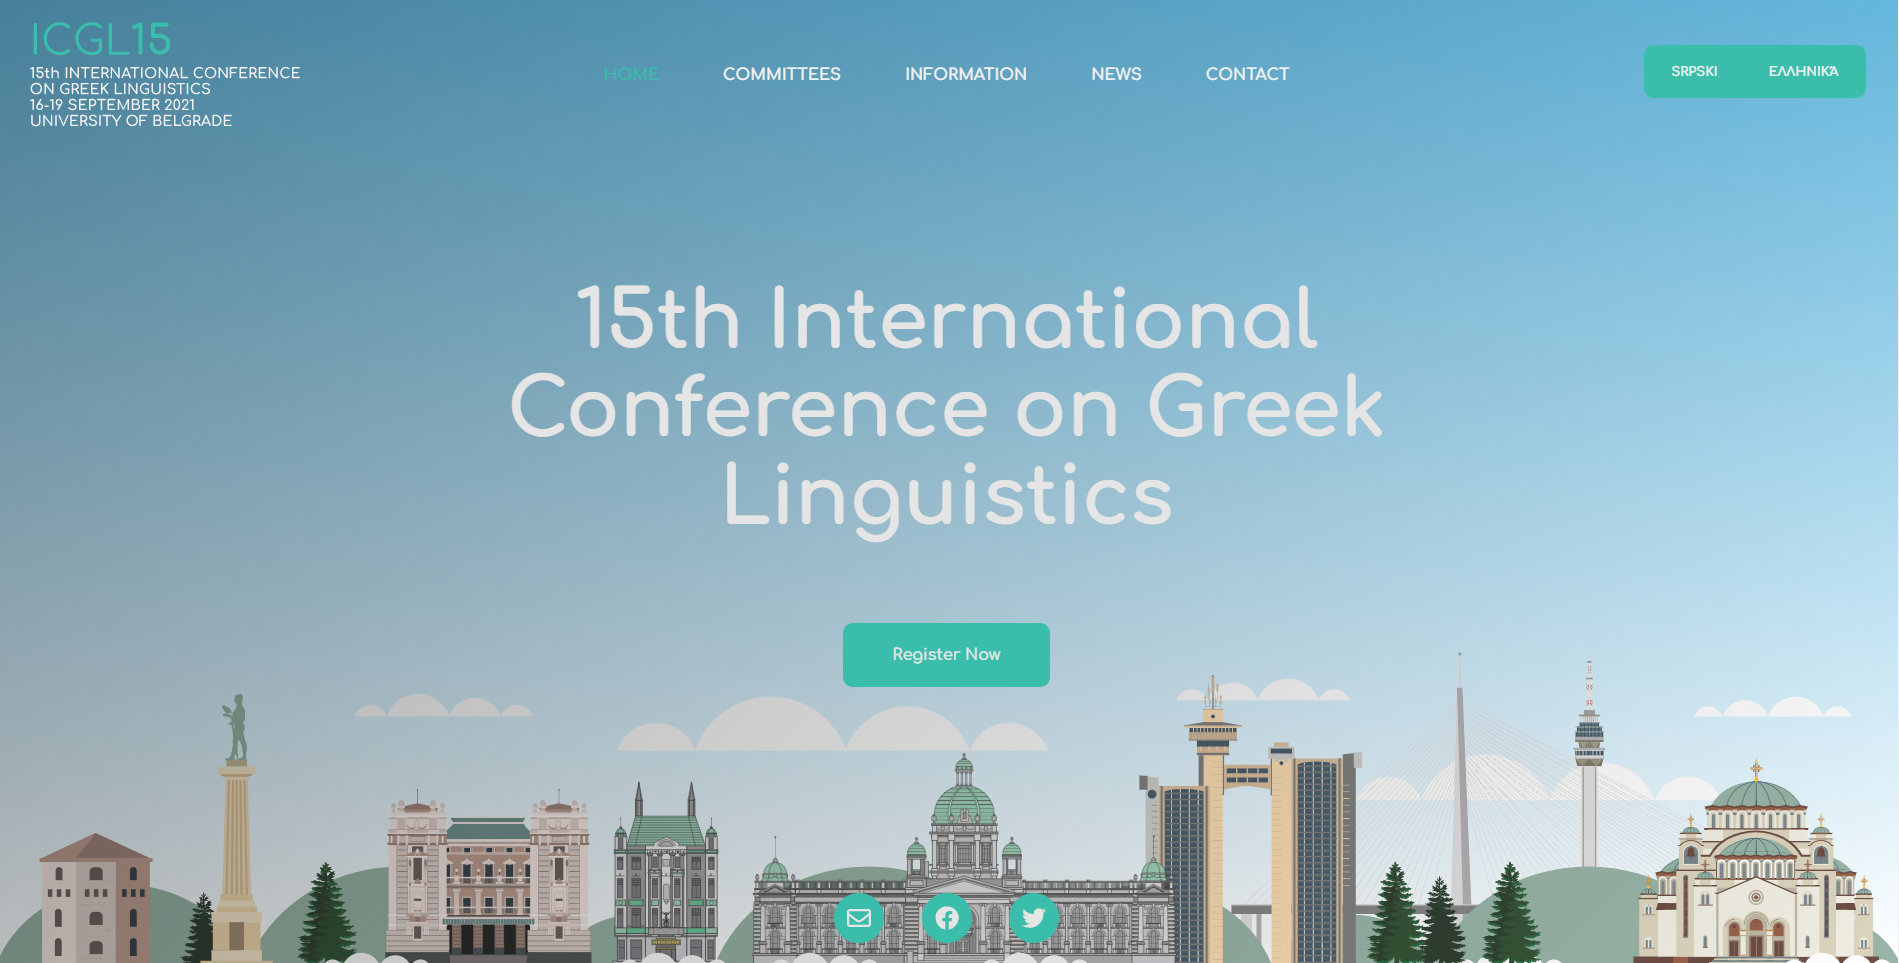 ICGL15
15th INTERNATIONAL CONFERENCE
ON GREEK LINGUISTICS
16-19 SEPTEMBER 2021
UNIVERSITY OF BELGRADE
HOME COMMITTEES INFORMATION NEWS CONTACT
SRPSKI ΕΛΛΗΝΙΚΆ
15th International
Conference on Greek
Linguistics
Register Now